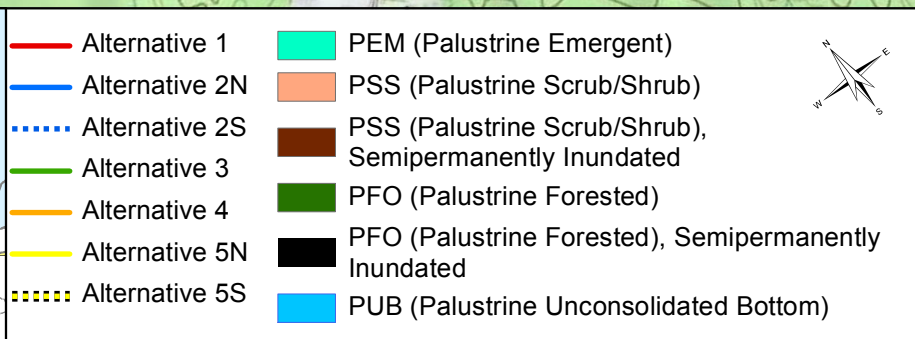 Alternative 1
Alternative 2N
Alternative 2S
Alternative 3
Alternative 4
Alternative 5N
Alternative 5S
PEM (Palustrine Emergent)
PSS (Palustrine Scrub/Shrub)
PSS (Palustrine Scrub/Shrub),
Semipermanently Inundated
PFO (Palustrine Forested)
PFO (Palustrine Forested), Semipermanently
Inundated
PUB (Palustrine Unconsolidated Bottom)
N
E
W
S